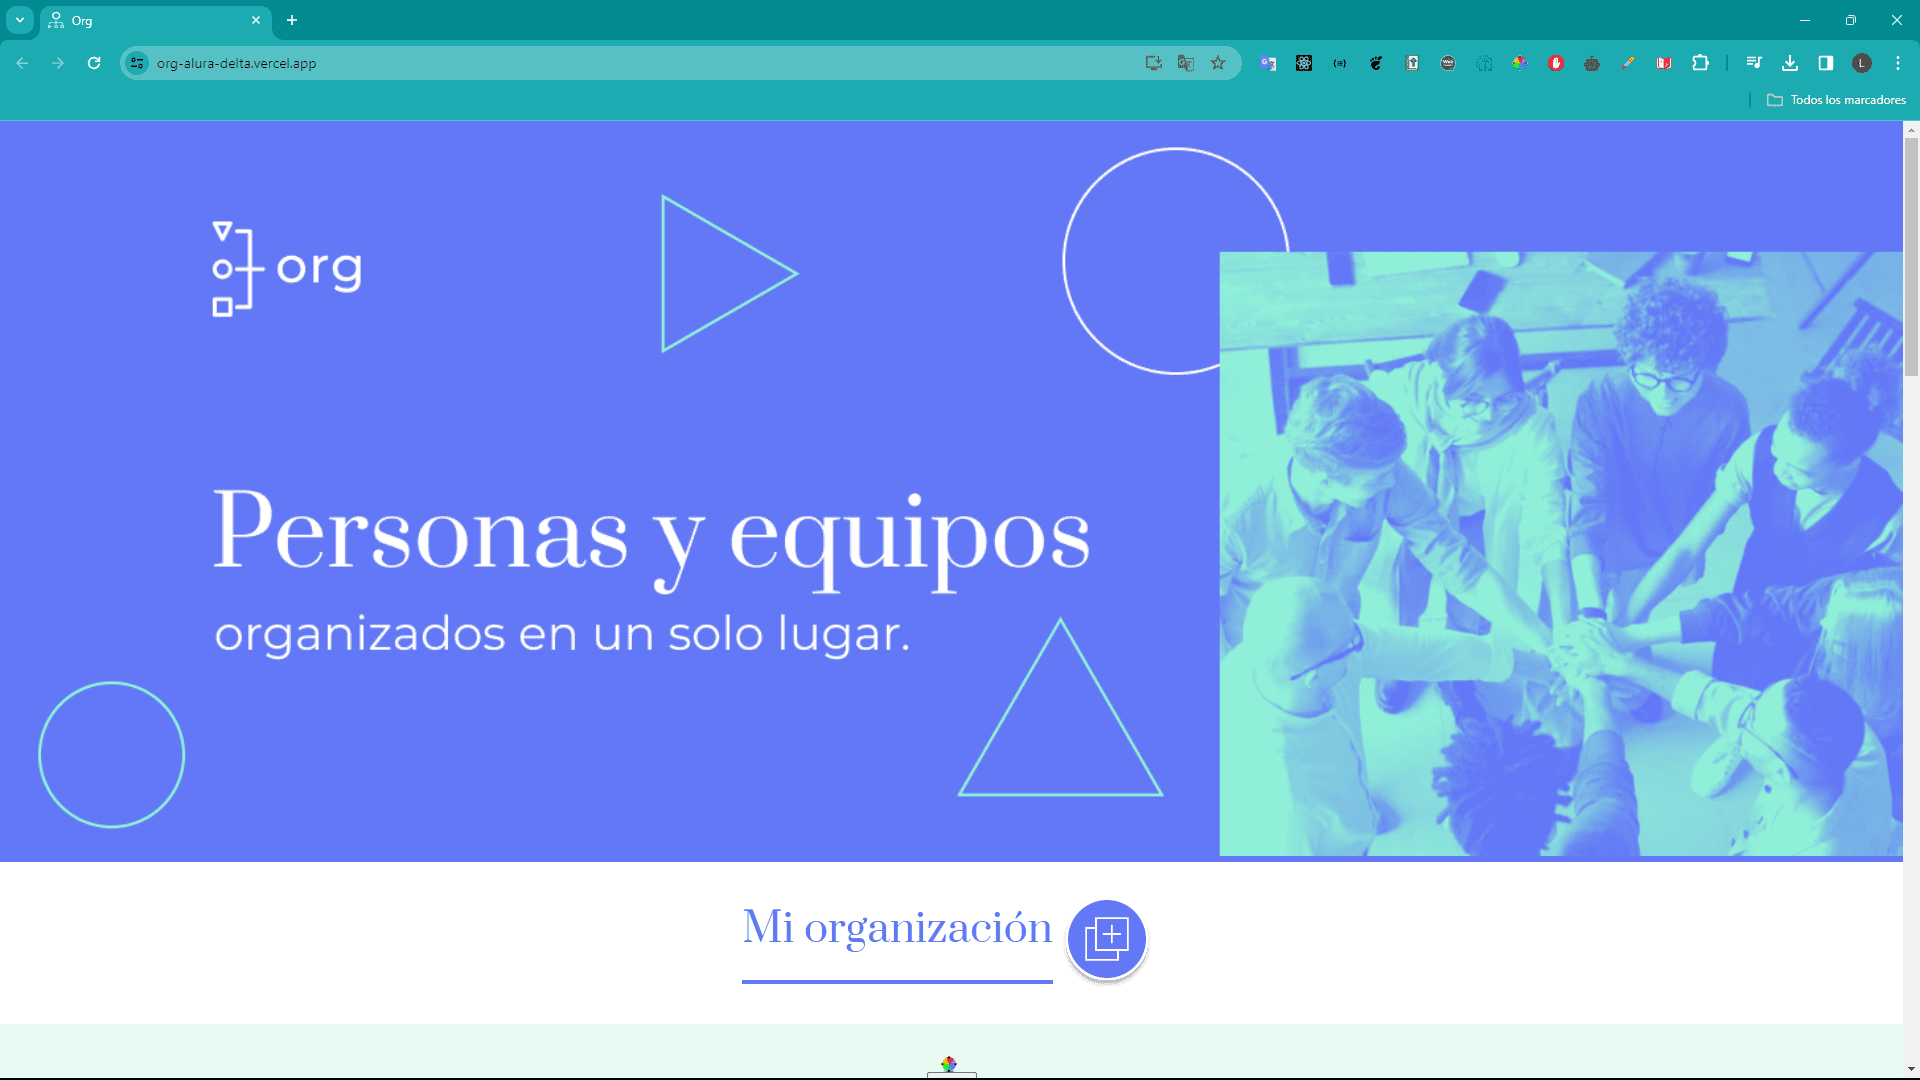 Org
org-alura-delta.vercel.app
L
Todos los marcadores
org
Personas y equipos
organizados en un solo lugar.
Mi organización